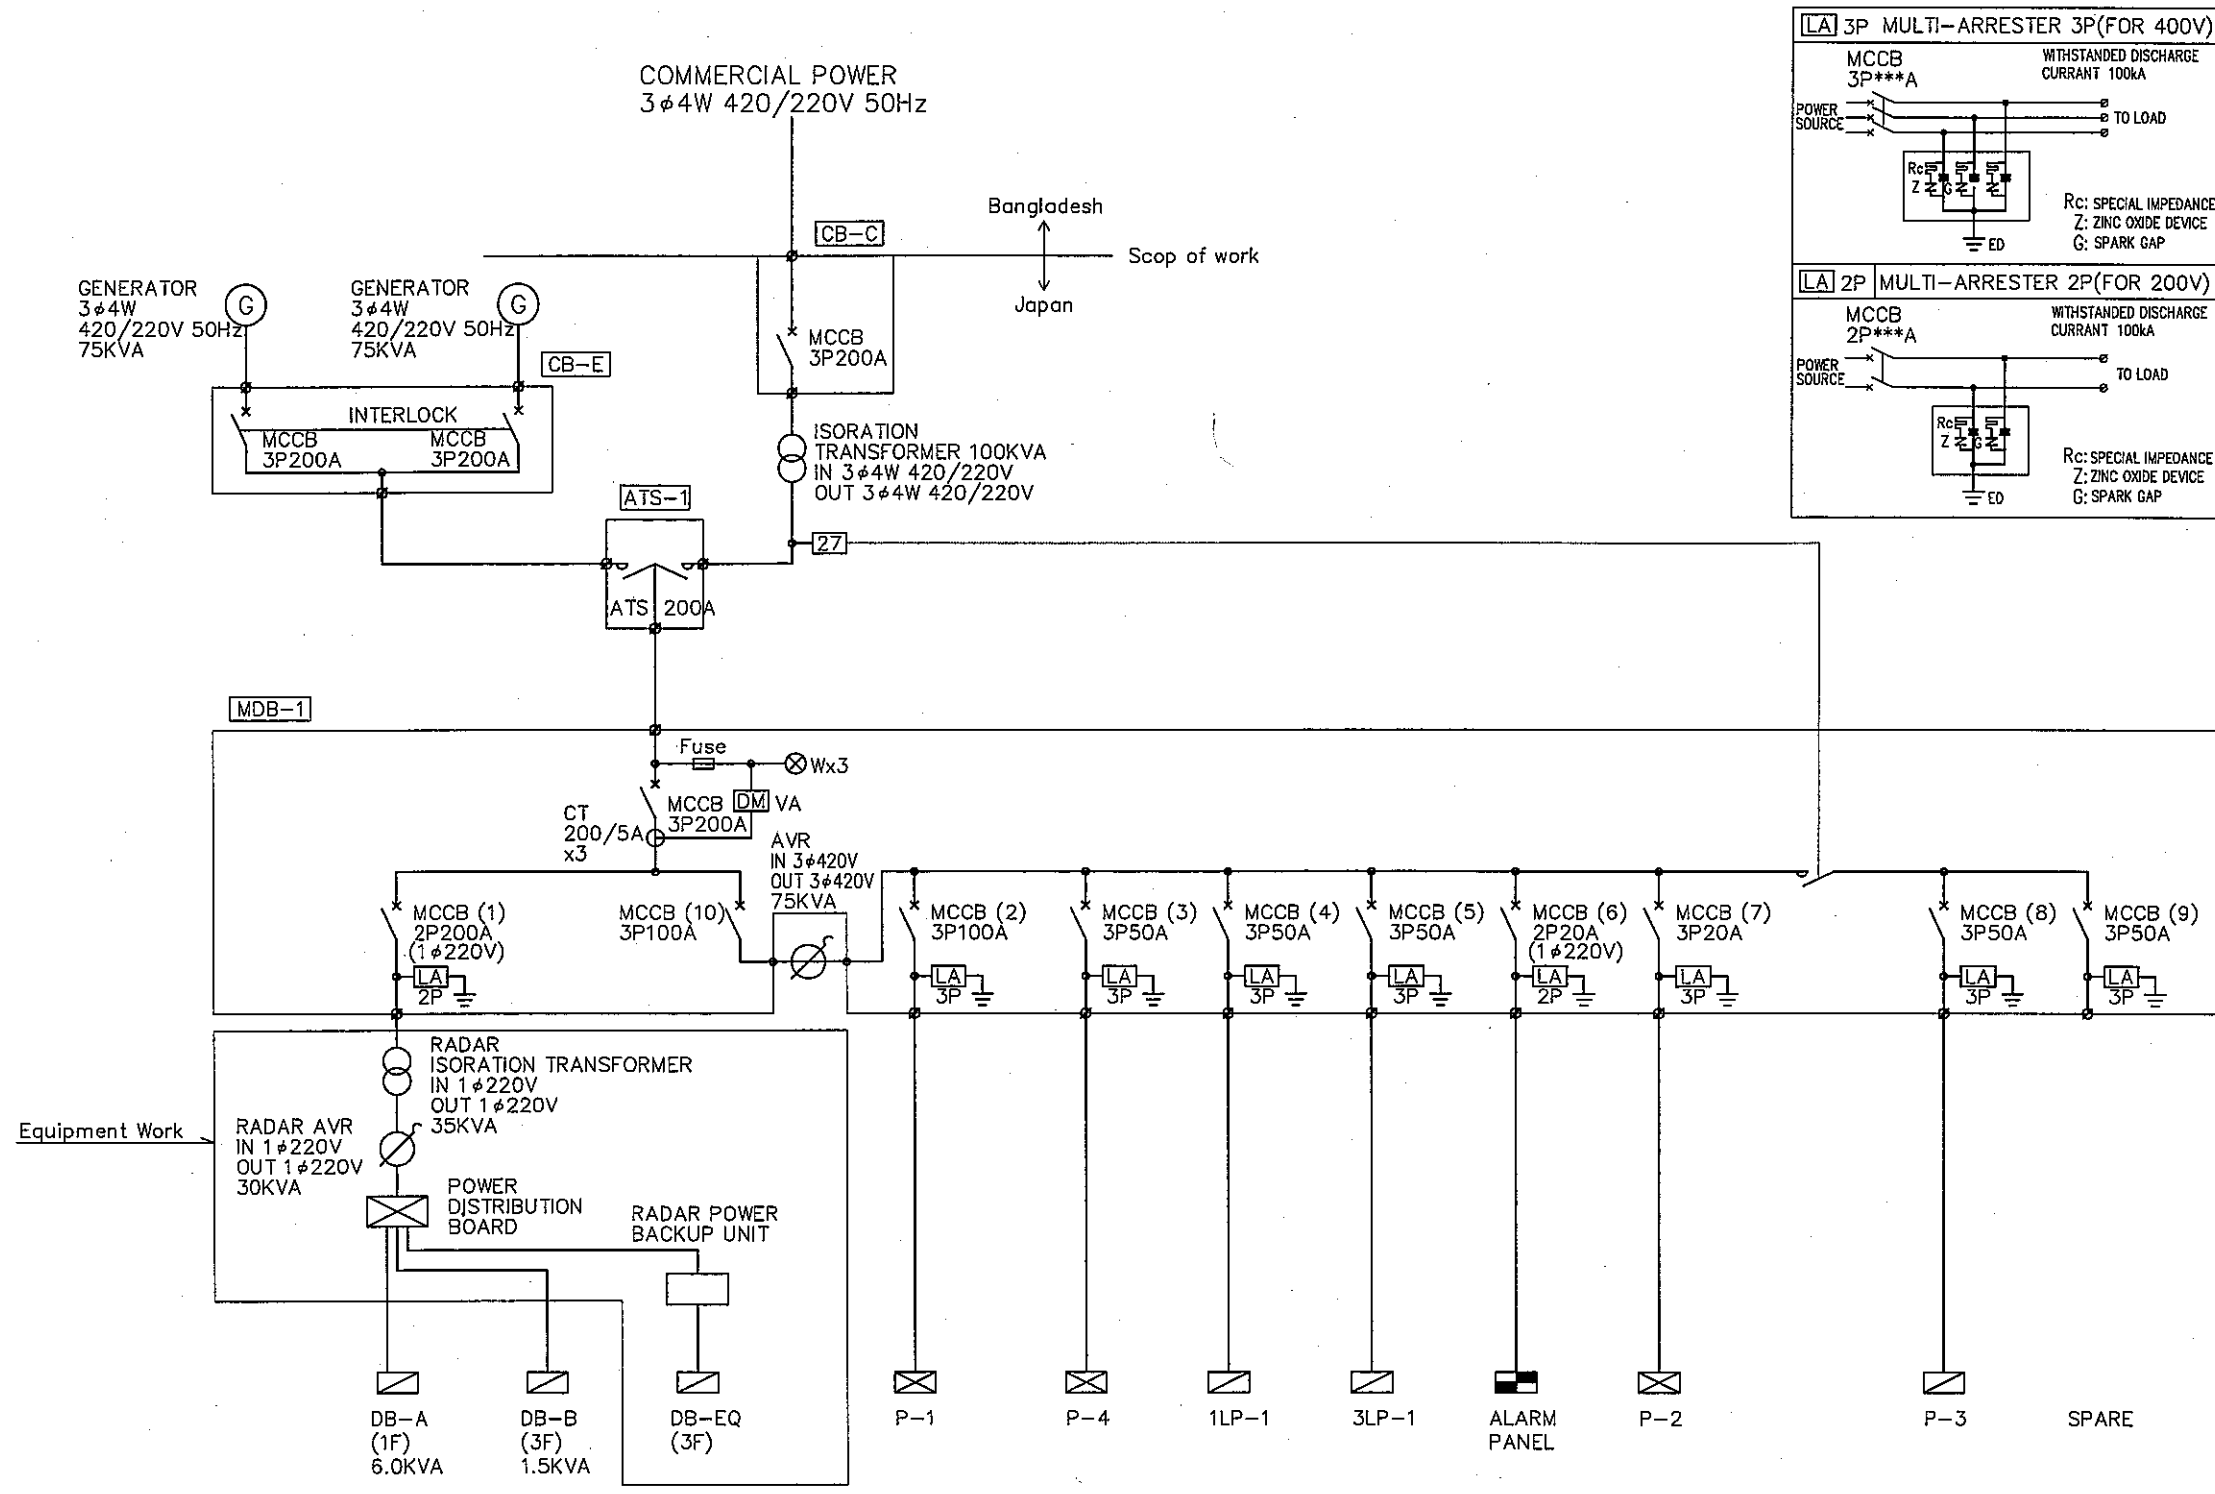 COMMERCIAL POWER
3φ4W 420/220V 50Hz
CB-C
Bangladesh
Scop of work
Japan
GENERATOR
3φ4W
420/220V 50Hz
75KVA
G
GENERATOR
3φ4W
420/220V 50Hz
75KVA
G
CB-E
INTERLOCK
MCCB
3P200A
MCCB
3P200A
MCCB
3P200A
ISORATION
TRANSFORMER 100KVA
IN 3φ4W 420/220V
OUT 3φ4W 420/220V
ATS-1
27
ATS 200A
LA 3P MULTI-ARRESTER 3P(FOR 400V)
MCCB
3P***A
WITHSTANDED DISCHARGE
CURRANT 100kA
POWER
SOURCE
TO LOAD
Rc
Z
G
ED
Rc: SPECIAL IMPEDANCE
Z: ZINC OXIDE DEVICE
G: SPARK GAP
LA 2P MULTI-ARRESTER 2P(FOR 200V)
MCCB
2P***A
WITHSTANDED DISCHARGE
CURRANT 100kA
POWER
SOURCE
TO LOAD
Rc
Z
G
ED
Rc: SPECIAL IMPEDANCE
Z: ZINC OXIDE DEVICE
G: SPARK GAP
MDB-1
Fuse
Wx3
MCCB
3P200A
DM VA
CT
200/5A
x3
AVR
IN 3φ420V
OUT 3φ420V
75KVA
MCCB (1)
2P200A
(1φ220V)
LA
2P
MCCB (10)
3P100A
MCCB (2)
3P100A
LA
3P
MCCB (3)
3P50A
LA
3P
MCCB (4)
3P50A
LA
3P
MCCB (5)
3P50A
LA
3P
MCCB (6)
2P20A
(1φ220V)
LA
2P
MCCB (7)
3P20A
LA
3P
MCCB (8)
3P50A
LA
3P
MCCB (9)
3P50A
LA
3P
Equipment Work
RADAR
ISORATION TRANSFORMER
IN 1φ220V
OUT 1φ220V
35KVA
RADAR AVR
IN 1φ220V
OUT 1φ220V
30KVA
POWER
DISTRIBUTION
BOARD
RADAR POWER
BACKUP UNIT
DB-A
(1F)
6.0KVA
DB-B
(3F)
1.5KVA
DB-EQ
(3F)
P-1
P-4
1LP-1
3LP-1
ALARM
PANEL
P-2
P-3
SPARE